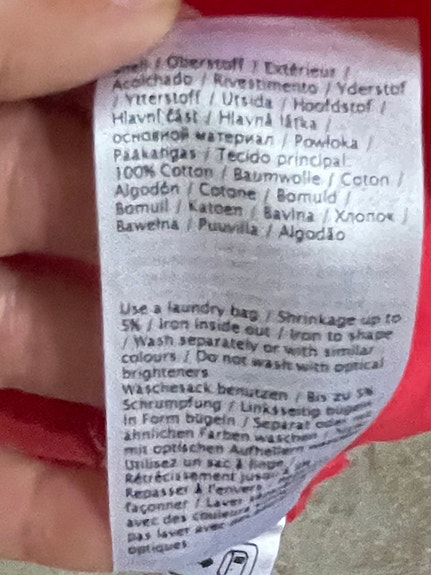 Shell / Oberstoff / Extérieur /
Acolchado / Rivestimento / Yderstof
/ Ytterstoff / Utsida / Hoofdstof /
Hlavní část / Hlavná látka /
основной материал / Powłoka /
Pääkangas / Tecido principal:
100% Cotton / Baumwolle / Coton /
Algodón / Cotone / Bomuld /
Bomull / Katoen / Bavlna / Хлопок /
Bawełna / Puuvilla / Algodão
Use a laundry bag / Shrinkage up to
5% / Iron inside out / Iron to shape
/ Wash separately or with similar
colours / Do not wash with optical
brighteners
Wäschesack benutzen / Bis zu 5%
Schrumpfung / Linksseitig bügeln
in Form bügeln / Separat oder
ähnlichen Farben waschen
mit optischen Aufhellern
Utilisez un sac à linge
Rétrécissement jusqu'à
Repasser à l'envers
façonner / Laver
avec des couleurs
pas laver avec
optiques